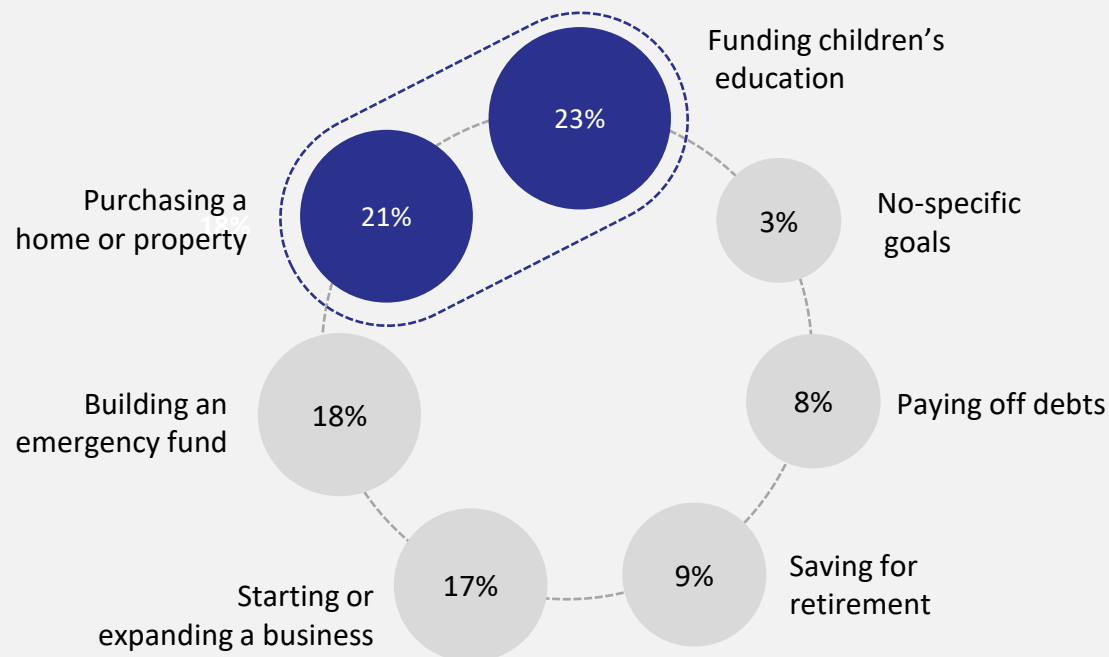 Funding children’s
education
23%
Purchasing a
home or property
18%
21%
No-specific
goals
3%
Building an
emergency fund
18%
8%
Paying off debts
Starting or
expanding a business
17%
9%
Saving for
retirement